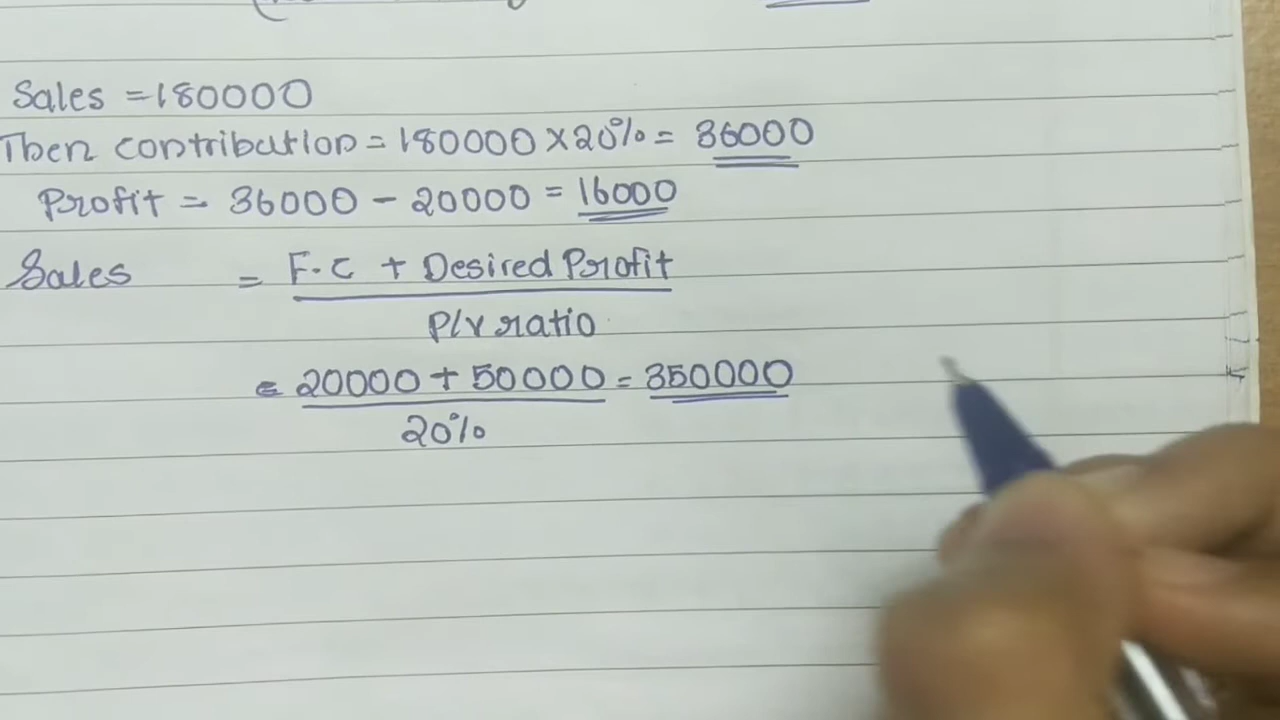 Sales = 180000
Then contribution = 180000 × 20% = 36000
Profit = 36000 - 20000 = 16000
Sales = F.C + Desired Profit
P/V ratio
= 20000 + 50000 = 350000
20%